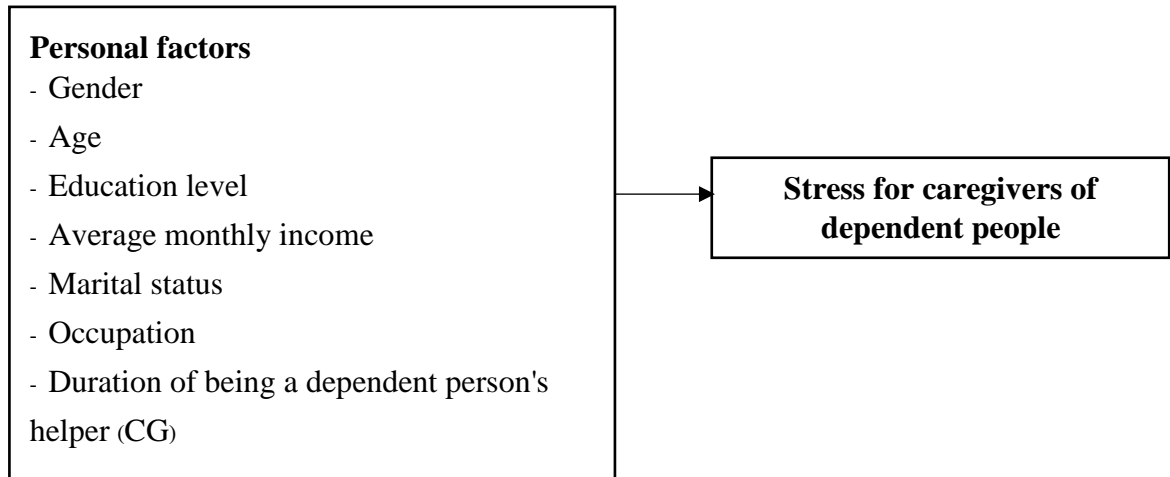 Personal factors
- Gender
- Age
- Education level
- Average monthly income
- Marital status
- Occupation
- Duration of being a dependent person's
helper (CG)
Stress for caregivers of
dependent people